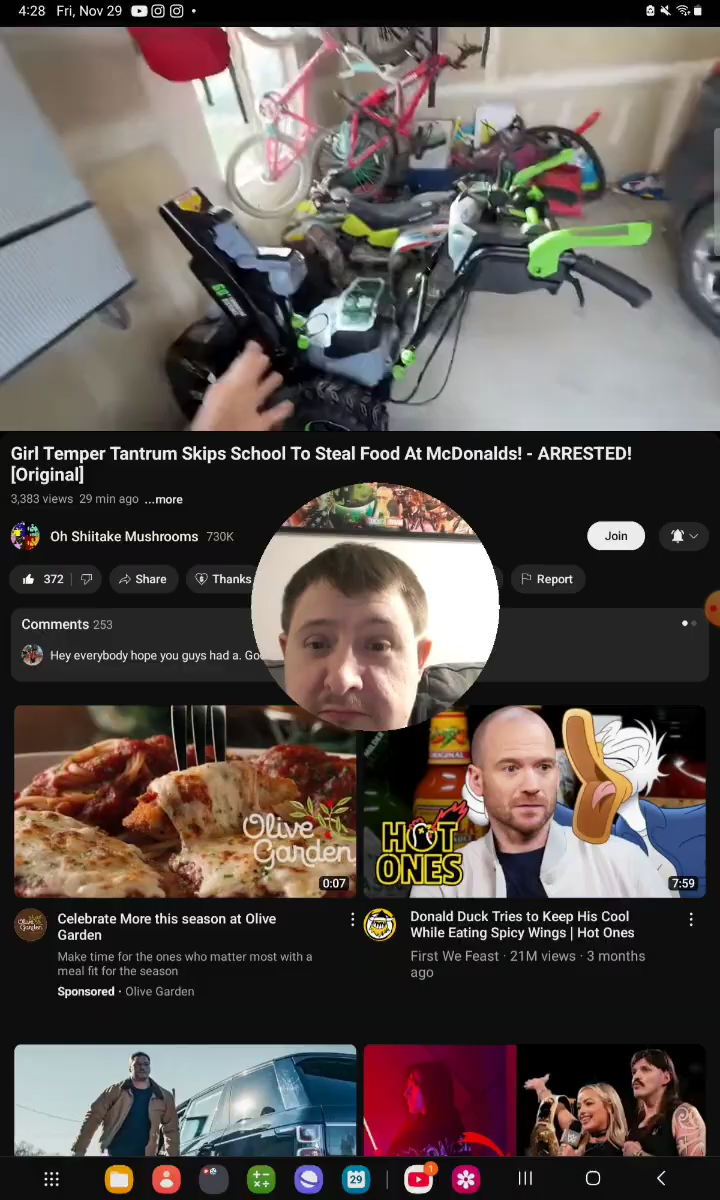 4:28 Fri, Nov 29
Girl Temper Tantrum Skips School To Steal Food At McDonalds! - ARRESTED!
[Original]
3,383 views 29 min ago ...more
Oh Shiitake Mushrooms 730K
Join
372
Share
Thanks
Report
Comments 253
Hey everybody hope you guys had a. Go
Olive
Garden
0:07
ORIGINAL
HOT
ONES
7:59
Celebrate More this season at Olive
Garden
Make time for the ones who matter most with a
meal fit for the season
Sponsored · Olive Garden
Donald Duck Tries to Keep His Cool
While Eating Spicy Wings | Hot Ones
First We Feast · 21M views · 3 months
ago
29
1